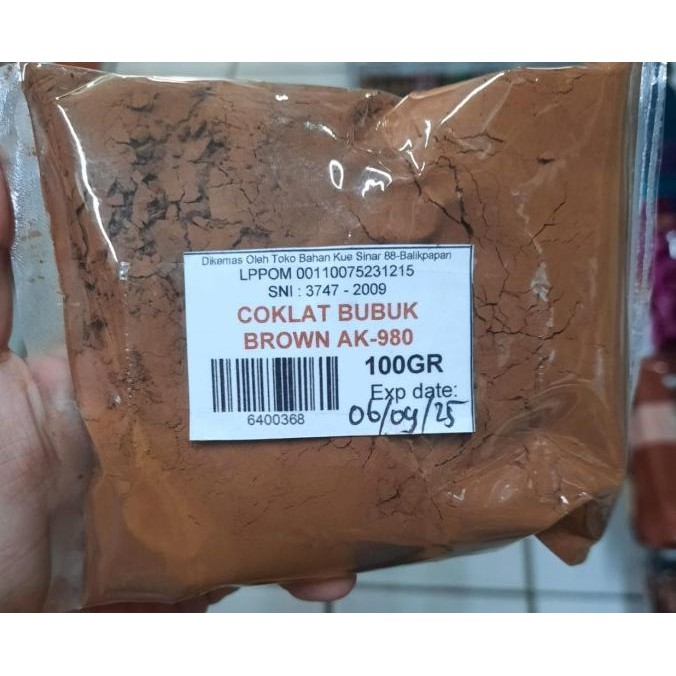 Dikemas Oleh Toko Bahan Kue Sinar 88-Balikpapan
LPPOM 00110075231215
SNI : 3747 - 2009
COKLAT BUBUK
BROWN AK-980
100GR
Exp date:
06/09/25
6400368